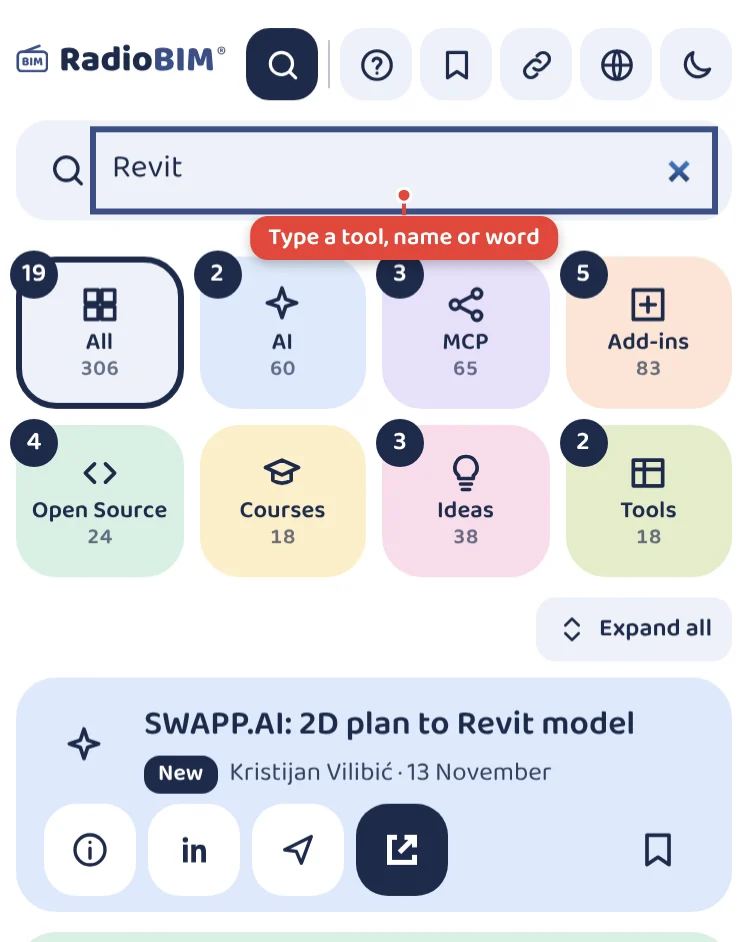 BIM RadioBIM®
Revit
Type a tool, name or word
19
All
306
2
AI
60
3
MCP
65
5
Add-ins
83
4
Open Source
24
Courses
18
3
Ideas
38
2
Tools
18
Expand all
SWAPP.AI: 2D plan to Revit model
New Kristijan Vilibić · 13 November
in